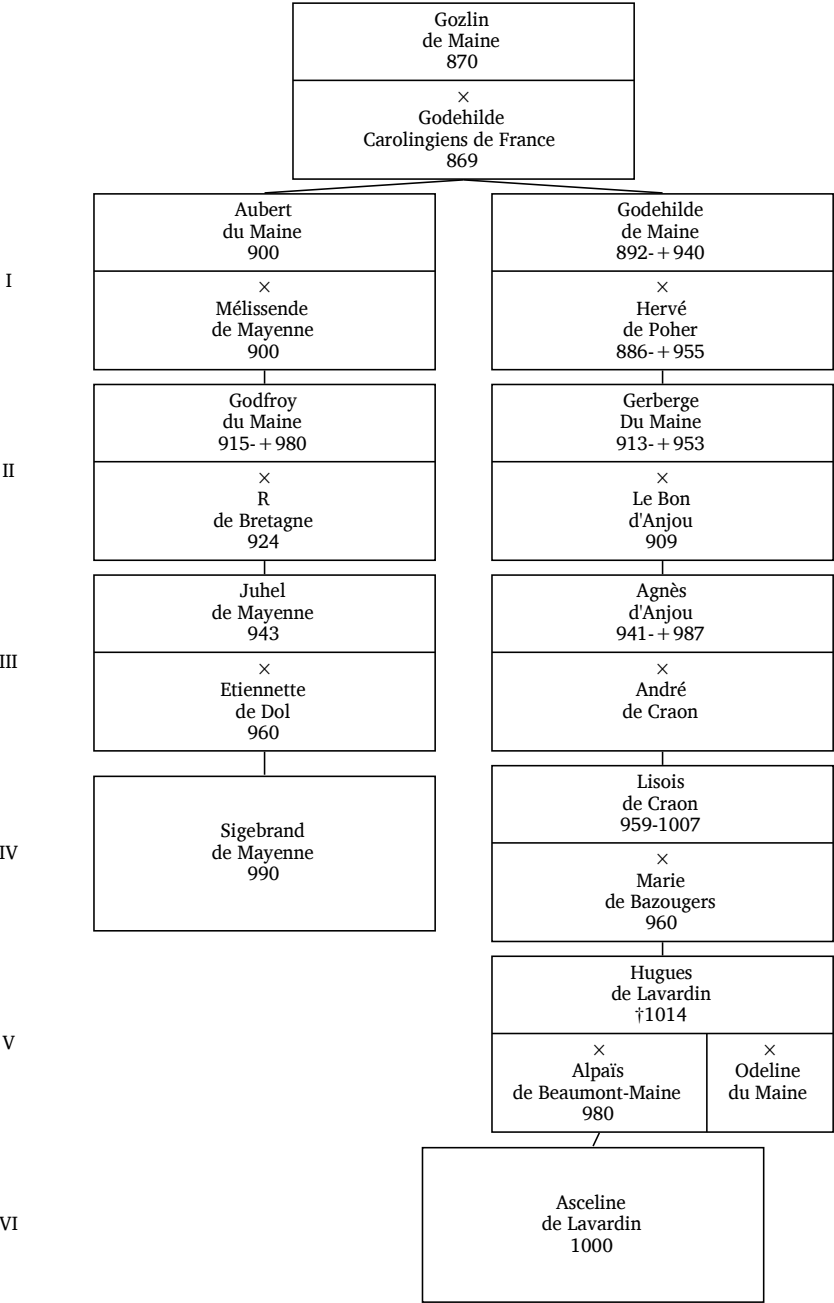 Gozlin
de Maine
870
×
Godehilde
Carolingiens de France
869
I
Aubert
du Maine
900
×
Mélissende
de Mayenne
900
Godehilde
de Maine
892-+940
×
Hervé
de Poher
886-+955
II
Godfroy
du Maine
915-+980
×
R
de Bretagne
924
Gerberge
Du Maine
913-+953
×
Le Bon
d'Anjou
909
III
Juhel
de Mayenne
943
×
Etiennette
de Dol
960
Agnès
d'Anjou
941-+987
×
André
de Craon
IV
Sigebrand
de Mayenne
990
Lisois
de Craon
959-1007
×
Marie
de Bazougers
960
V
Hugues
de Lavardin
†1014
×
Alpaïs
de Beaumont-Maine
980
×
Odeline
du Maine
VI
Asceline
de Lavardin
1000